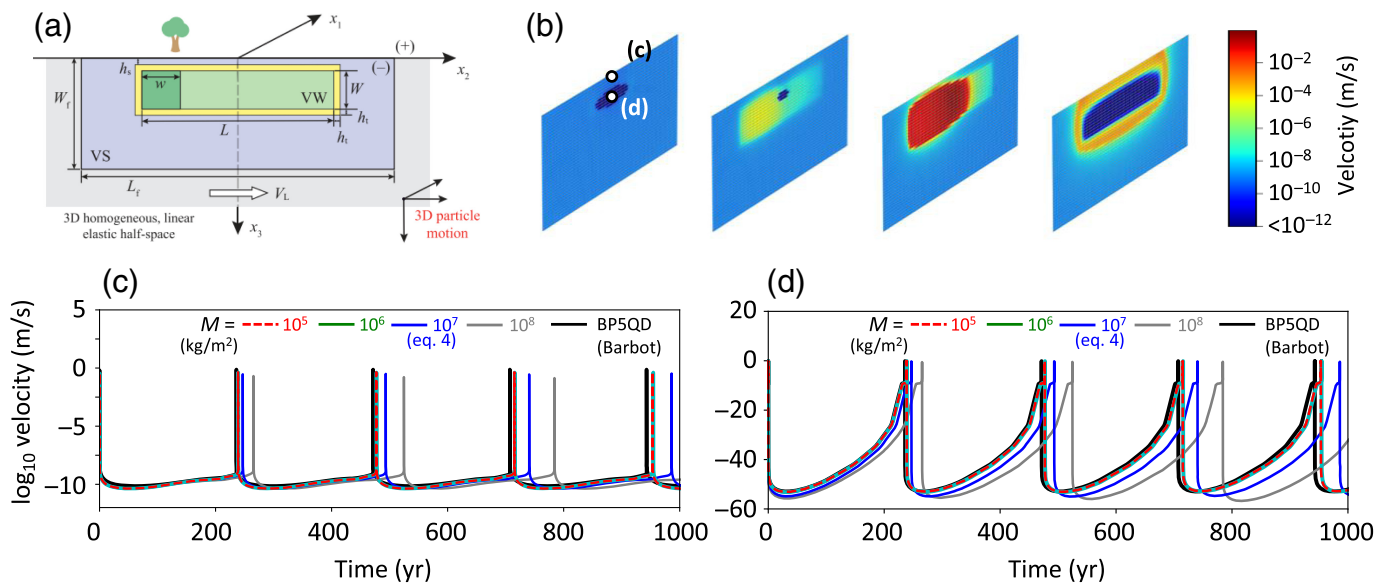 (a)
x1
(+)
x2
(−)
hs
w
W
VW
Wf
ht
L
ht
VS
Lf
VL
3D homogeneous, linear
elastic half-space
x3
3D particle
motion
(b)
(c)
(d)
10−2
10−4
10−6
10−8
10−10
<10−12
Velcotiy (m/s)
(c)
log10 velocity (m/s)
5
0
−5
−10
M = 10^5 10^6 10^7 10^8 BP5QD
(kg/m2) (eq. 4) (Barbot)
0 200 400 600 800 1000
Time (yr)
(d)
20
0
−20
−40
−60
M = 10^5 10^6 10^7 10^8 BP5QD
(kg/m2) (eq. 4) (Barbot)
0 200 400 600 800 1000
Time (yr)